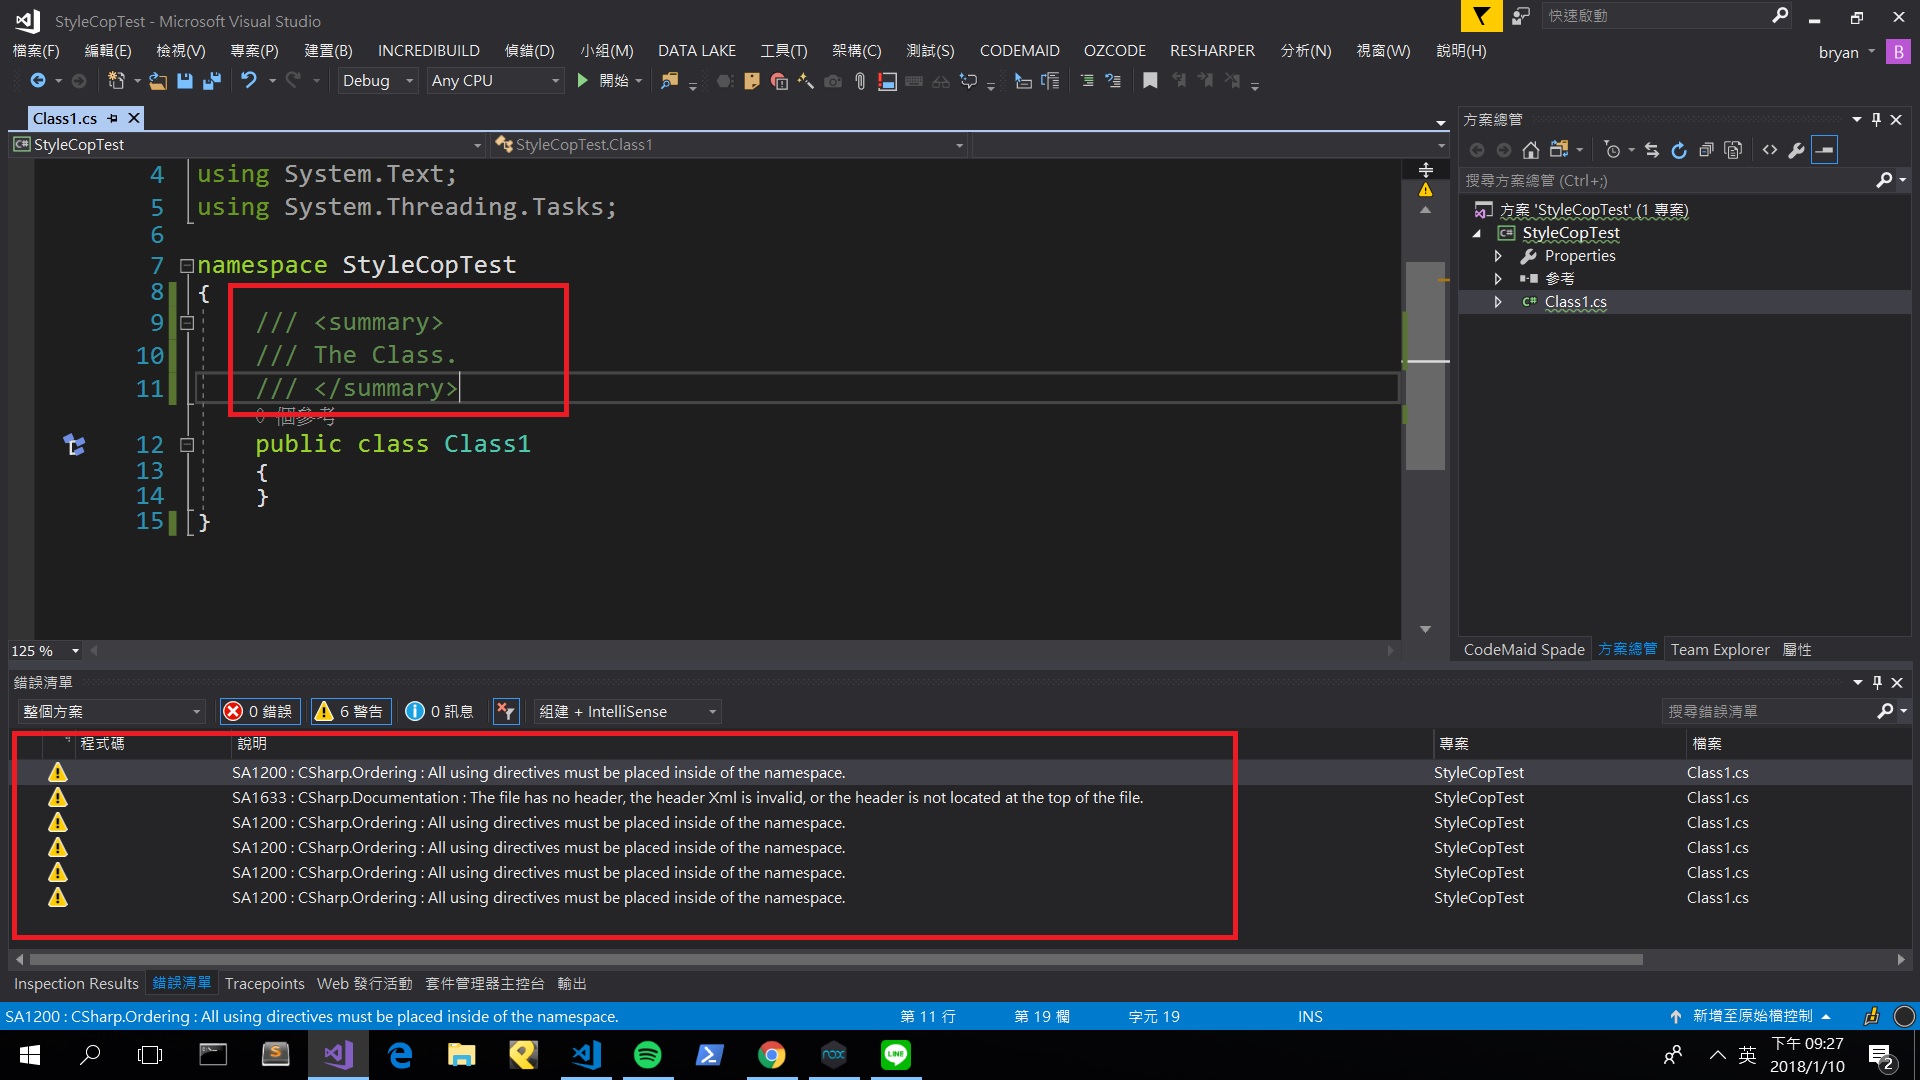 StyleCopTest - Microsoft Visual Studio
快速啟動
檔案(F) 編輯(E) 檢視(V) 專案(P) 建置(B) INCREDIBUILD 偵錯(D) 小組(M) DATA LAKE 工具(T) 架構(C) 測試(S) CODEMAID OZCODE RESHARPER 分析(N) 視窗(W) 說明(H)
bryan B
Debug Any CPU 開始
Class1.cs
StyleCopTest StyleCopTest.Class1
4 using System.Text;
5 using System.Threading.Tasks;
6
7 namespace StyleCopTest
8 {
9 /// <summary>
10 /// The Class.
11 /// </summary>
0 個參考
12 public class Class1
13 {
14 }
15 }
125 %
方案總管
搜尋方案總管 (Ctrl+;)
方案 'StyleCopTest' (1 專案)
C# StyleCopTest
Properties
參考
C# Class1.cs
CodeMaid Spade 方案總管 Team Explorer 屬性
錯誤清單
整個方案 0 錯誤 6 警告 0 訊息 組建 + IntelliSense 搜尋錯誤清單
程式碼 說明 專案 檔案
SA1200 : CSharp.Ordering : All using directives must be placed inside of the namespace. StyleCopTest Class1.cs
SA1633 : CSharp.Documentation : The file has no header, the header Xml is invalid, or the header is not located at the top of the file. StyleCopTest Class1.cs
SA1200 : CSharp.Ordering : All using directives must be placed inside of the namespace. StyleCopTest Class1.cs
SA1200 : CSharp.Ordering : All using directives must be placed inside of the namespace. StyleCopTest Class1.cs
SA1200 : CSharp.Ordering : All using directives must be placed inside of the namespace. StyleCopTest Class1.cs
SA1200 : CSharp.Ordering : All using directives must be placed inside of the namespace. StyleCopTest Class1.cs
Inspection Results 錯誤清單 Tracepoints Web 發行活動 套件管理器主控台 輸出
SA1200 : CSharp.Ordering : All using directives must be placed inside of the namespace. 第 11 行 第 19 欄 字元 19 INS 新增至原始檔控制
nox LINE 英 下午 09:27
2018/1/10 2